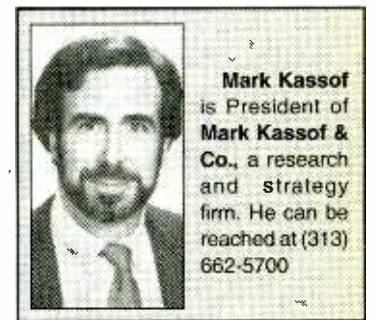 Mark Kassof
is President of
Mark Kassof &
Co., a research
and strategy
firm. He can be
reached at (313)
662-5700